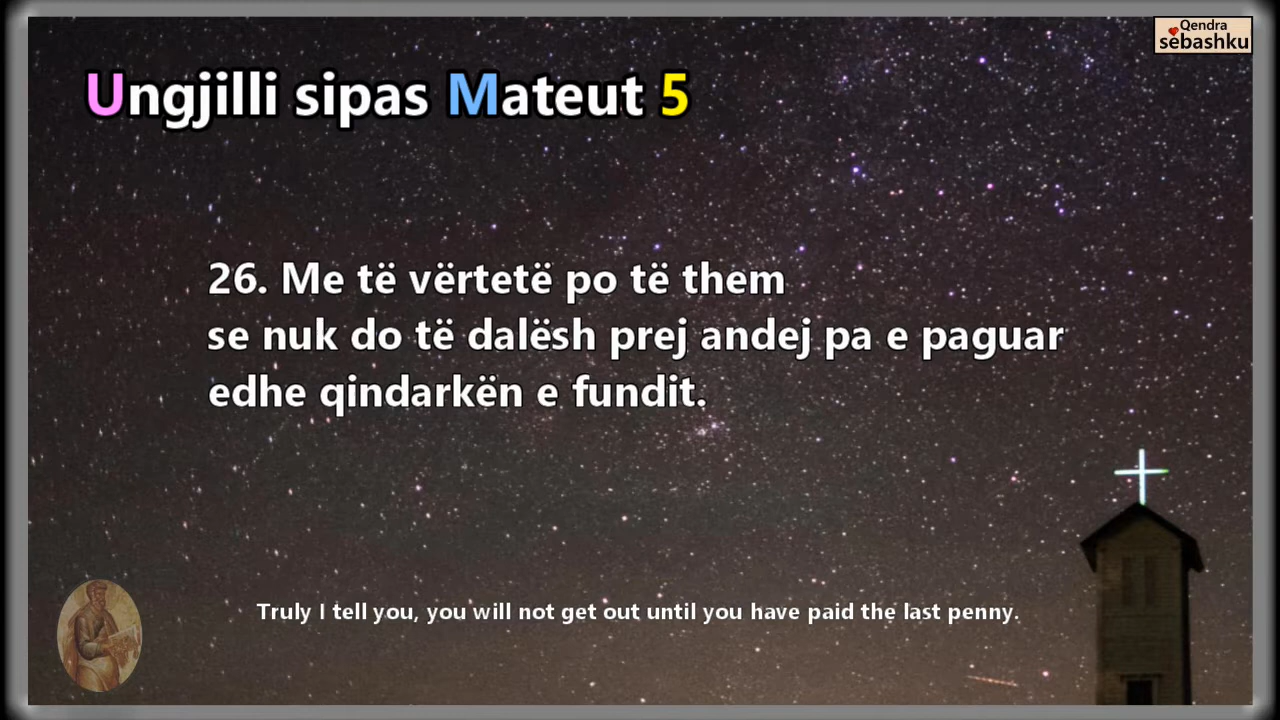 Qendra
sëbashku
Ungjilli sipas Mateut 5
26. Me të vërtetë po të them
se nuk do të dalësh prej andej pa e paguar
edhe qindarkën e fundit.
Truly I tell you, you will not get out until you have paid the last penny.